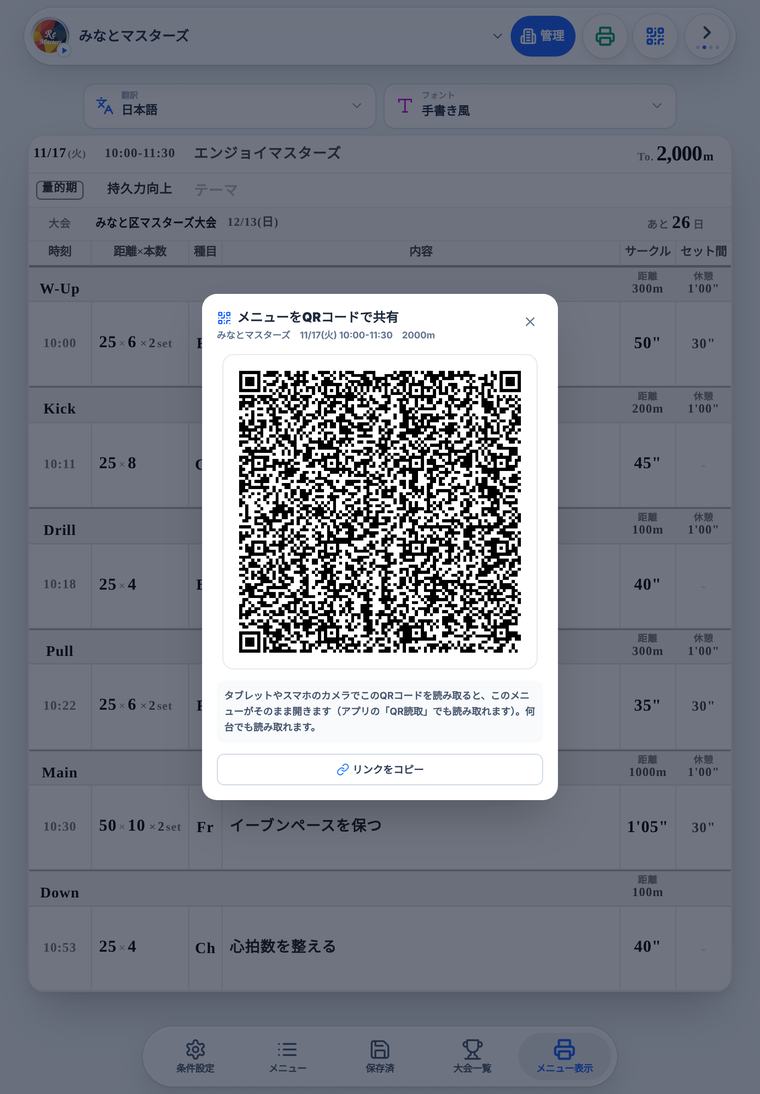 みなとマスターズ
管理
翻訳
日本語
フォント
手書き風
11/17(火) 10:00-11:30 エンジョイマスターズ To. 2,000m
量的期 持久力向上 テーマ
大会 みなと区マスターズ大会 12/13(日) あと 26 日
時刻 距離×本数 種目 内容 サークル セット間
W-Up 距離 300m 休憩 1'00"
10:00 25×6 ×2set 50" 30"
Kick 距離 200m 休憩 1'00"
10:11 25×8 45" -
Drill 距離 100m 休憩 1'00"
10:18 25×4 40" -
Pull 距離 300m 休憩 1'00"
10:22 25×6 ×2set 35" 30"
Main 距離 1000m 休憩 1'00"
10:30 50×10 ×2set Fr イーブンペースを保つ 1'05" 30"
Down 距離 100m
10:53 25×4 Ch 心拍数を整える 40" -
メニューをQRコードで共有
みなとマスターズ 11/17(火) 10:00-11:30 2000m
タブレットやスマホのカメラでこのQRコードを読み取ると、このメニ
ューがそのまま開きます（アプリの「QR読取」でも読み取れます）。何
台でも読み取れます。
リンクをコピー
条件設定
メニュー
保存済
大会一覧
メニュー表示